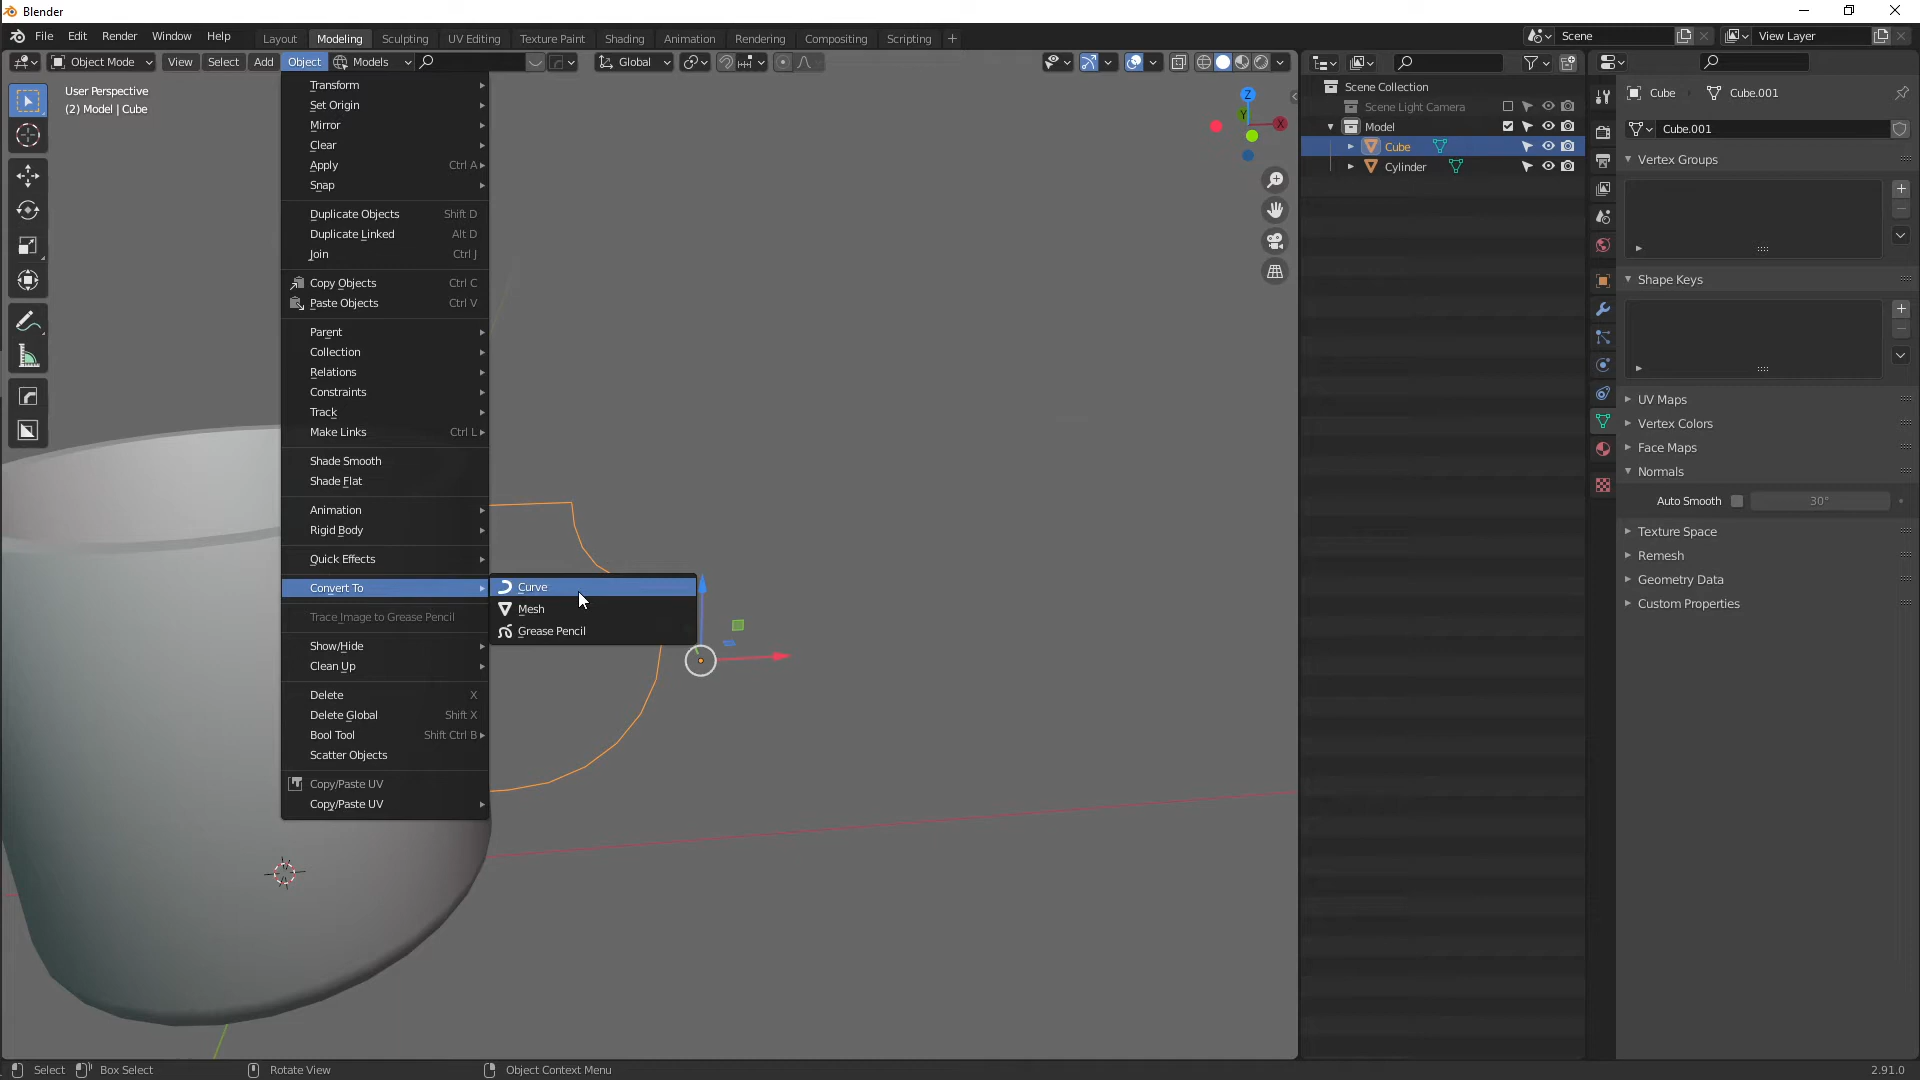 Blender
File Edit Render Window Help Layout Modeling Sculpting UV Editing Texture Paint Shading Animation Rendering Compositing Scripting + Scene View Layer
Object Mode View Select Add Object Models Global
User Perspective
(2) Model | Cube
Transform
Set Origin
Mirror
Clear
Apply Ctrl A
Snap
Duplicate Objects Shift D
Duplicate Linked Alt D
Join Ctrl J
Copy Objects Ctrl C
Paste Objects Ctrl V
Parent
Collection
Relations
Constraints
Track
Make Links Ctrl L
Shade Smooth
Shade Flat
Animation
Rigid Body
Quick Effects
Convert To
Trace Image to Grease Pencil
Show/Hide
Clean Up
Delete X
Delete Global Shift X
Bool Tool Shift Ctrl B
Scatter Objects
Copy/Paste UV
Copy/Paste UV
Curve
Mesh
Grease Pencil
Z
Y
X
Scene Collection
Scene Light Camera
Model
Cube
Cylinder
Cube Cube.001
Cube.001
Vertex Groups
Shape Keys
UV Maps
Vertex Colors
Face Maps
Normals
Auto Smooth 30°
Texture Space
Remesh
Geometry Data
Custom Properties
Select Box Select Rotate View Object Context Menu 2.91.0